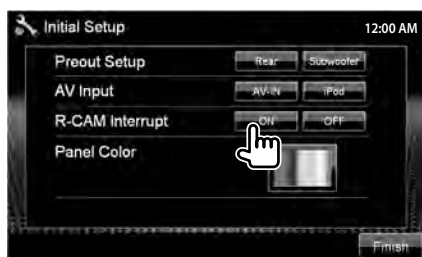 Initial Setup 12:00 AM
Preout Setup Rear Subwoofer
AV Input AV-IN iPod
R-CAM Interrupt ON OFF
Panel Color
Finish